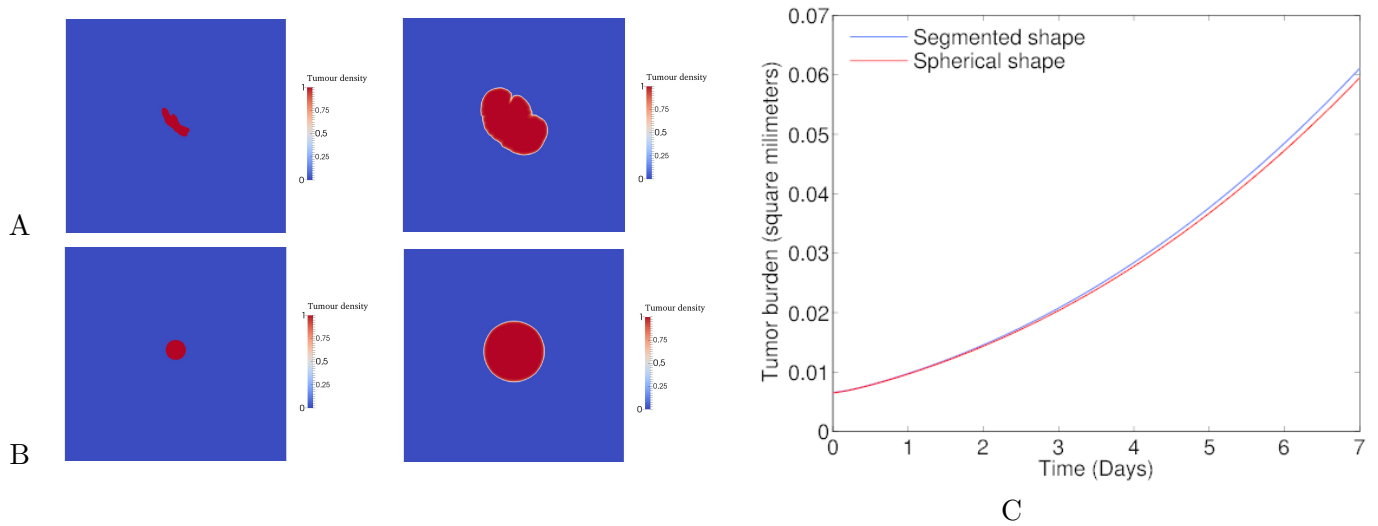 Tumour density
1
0.75
0.5
0.25
0
Tumour density
1
0.75
0.5
0.25
0
A
Tumour density
1
0.75
0.5
0.25
0
Tumour density
1
0.75
0.5
0.25
0
B
Segmented shape
Spherical shape
Tumor burden (square milimeters)
0.07
0.06
0.05
0.04
0.03
0.02
0.01
0
0 1 2 3 4 5 6 7
Time (Days)
C